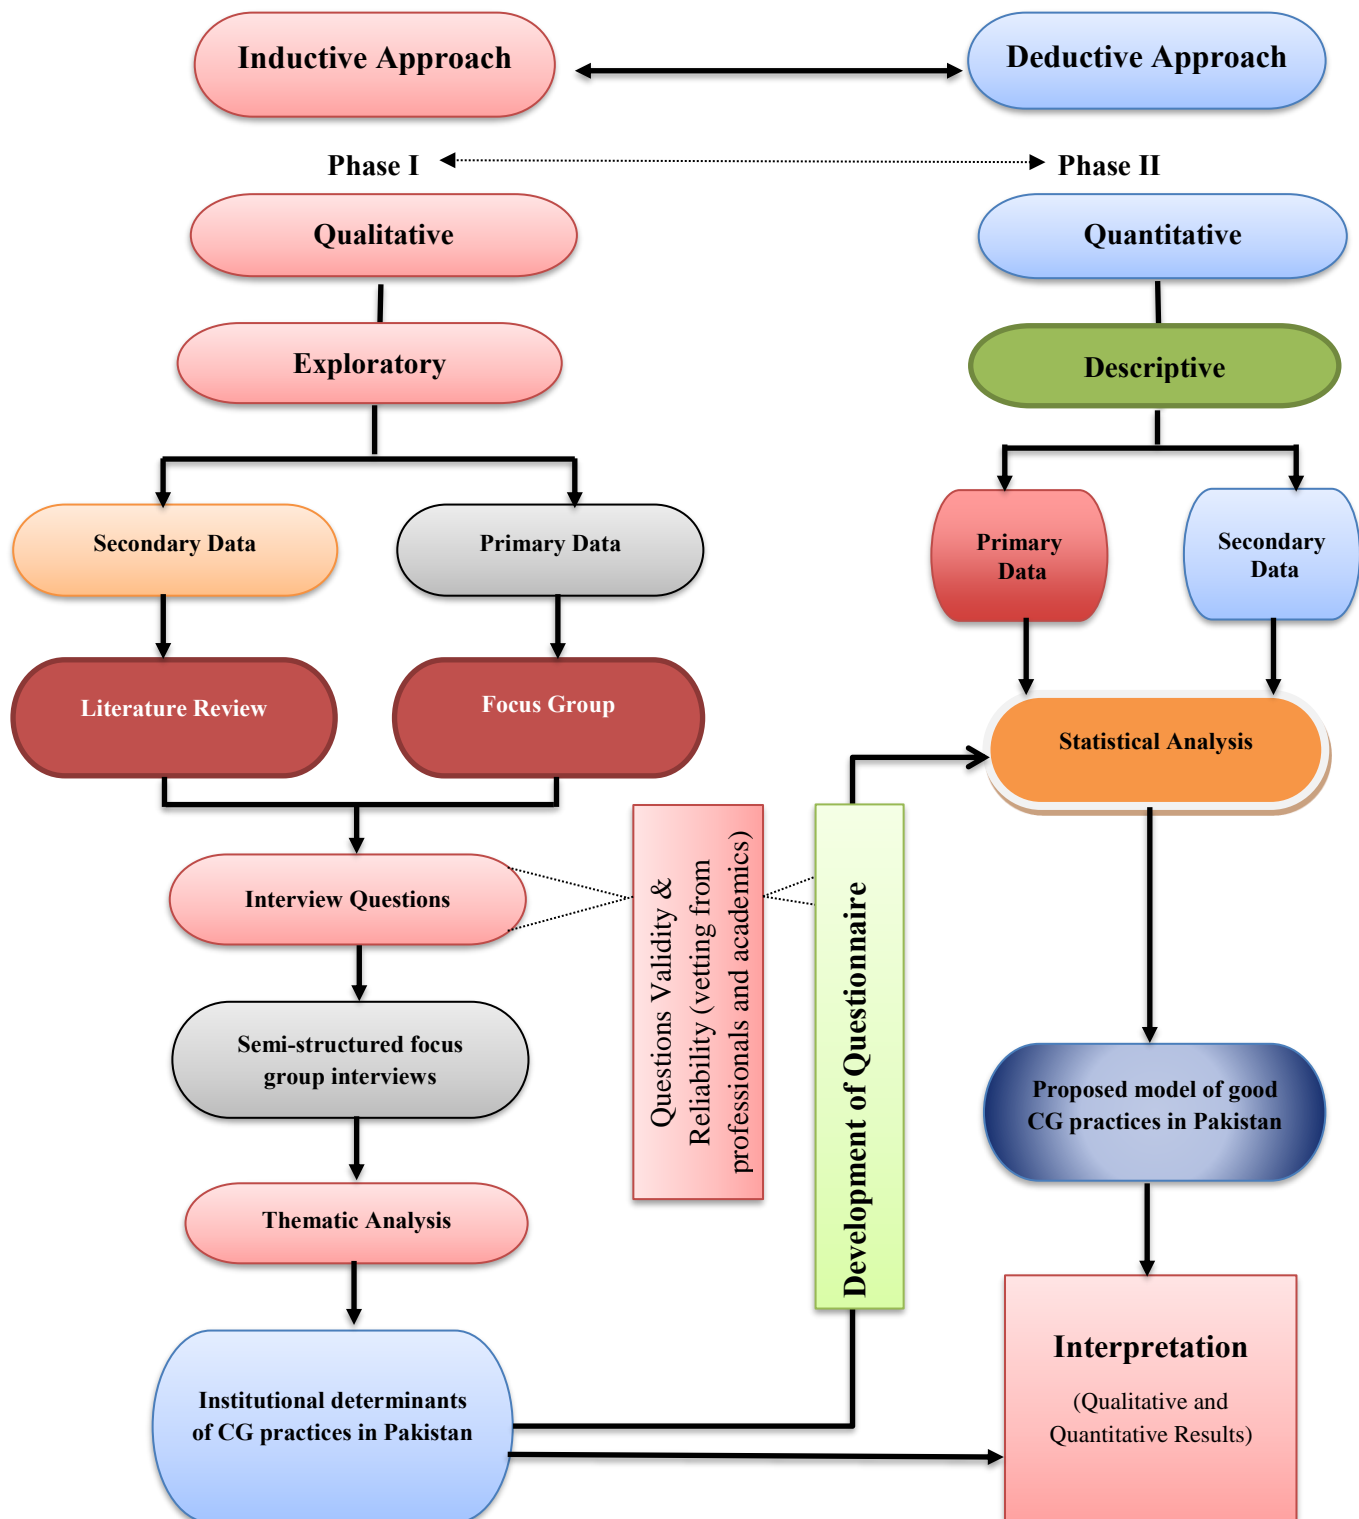 Inductive Approach
Deductive Approach
Phase I
Phase II
Qualitative
Quantitative
Exploratory
Descriptive
Secondary Data
Primary Data
Primary
Data
Secondary
Data
Literature Review
Focus Group
Statistical Analysis
Interview Questions
Questions Validity &
Reliability (vetting from
professionals and academics)
Development of Questionnaire
Semi-structured focus
group interviews
Proposed model of good
CG practices in Pakistan
Thematic Analysis
Institutional determinants
of CG practices in Pakistan
Interpretation
(Qualitative and
Quantitative Results)